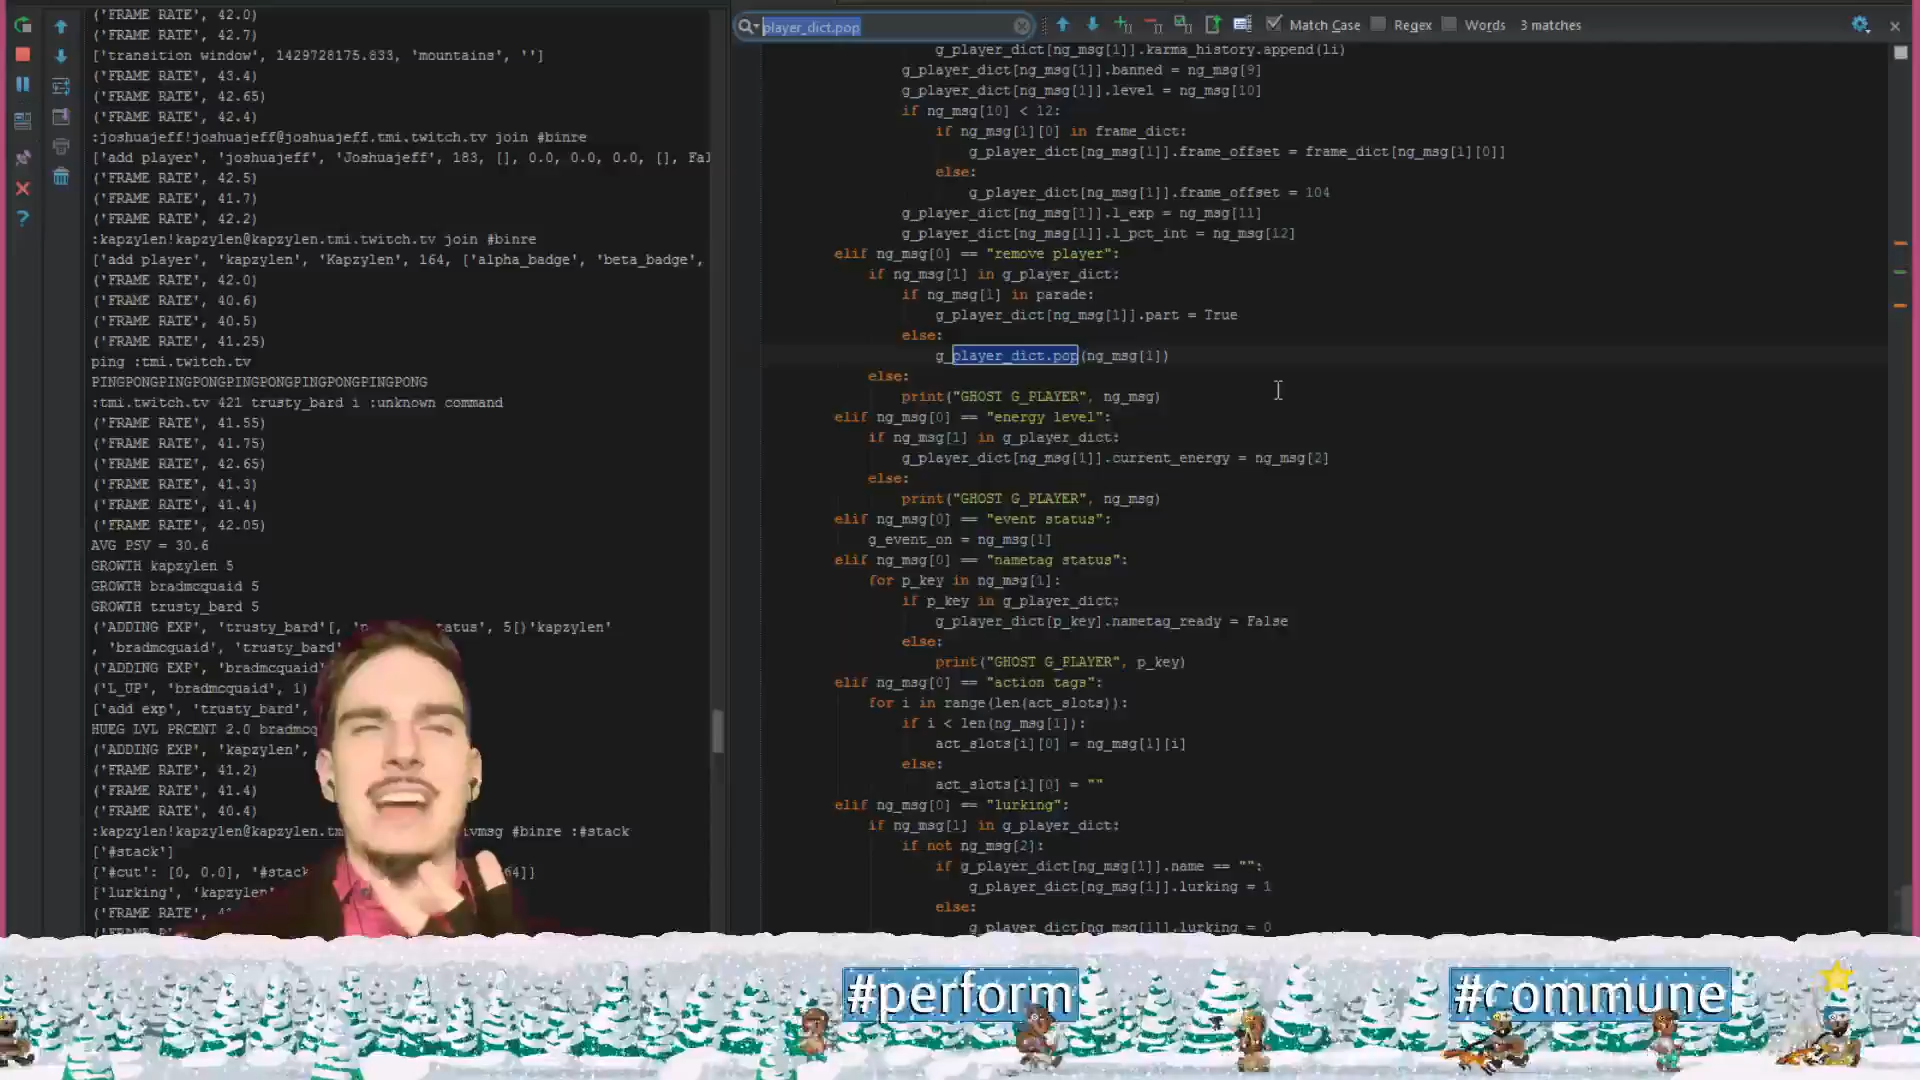 ('FRAME RATE', 42.0)
('FRAME RATE', 42.7)
['transition window', 1429728175.833, 'mountains', '']
('FRAME RATE', 43.4)
('FRAME RATE', 42.65)
('FRAME RATE', 42.4)
:joshuajeff!joshuajeff@joshuajeff.tmi.twitch.tv join #binre
['add player', 'joshuajeff', 'Joshuajeff', 183, [], 0.0, 0.0, 0.0, [], Fal
('FRAME RATE', 42.5)
('FRAME RATE', 41.7)
('FRAME RATE', 42.2)
:kapzylen!kapzylen@kapzylen.tmi.twitch.tv join #binre
['add player', 'kapzylen', 'Kapzylen', 164, ['alpha_badge', 'beta_badge',
('FRAME RATE', 42.0)
('FRAME RATE', 40.6)
('FRAME RATE', 40.5)
('FRAME RATE', 41.25)
ping :tmi.twitch.tv
PINGPONGPINGPONGPINGPONGPINGPONGPINGPONG
:tmi.twitch.tv 421 trusty_bard i :unknown command
('FRAME RATE', 41.55)
('FRAME RATE', 41.75)
('FRAME RATE', 42.65)
('FRAME RATE', 41.3)
('FRAME RATE', 41.4)
('FRAME RATE', 42.05)
AVG PSV = 30.6
GROWTH kapzylen 5
GROWTH bradmcquaid 5
GROWTH trusty_bard 5
('ADDING EXP', 'trusty_bard'[, 'n tatus', 5[)'kapzylen'
, 'bradmcquaid', 'trusty_bard'
('ADDING EXP', 'bradmcquaid'
('L_UP', 'bradmcquaid', 1)
['add exp', 'trusty_bard',
HUEG LVL PRCENT 2.0 bradmcq
('ADDING EXP', 'kapzylen',
('FRAME RATE', 41.2)
('FRAME RATE', 41.4)
('FRAME RATE', 40.4)
:kapzylen!kapzylen@kapzylen.tm ivmsg #binre :#stack
['#stack']
['#cut': [0, 0.0], '#stack 64]]
['lurking', 'kapzylen'
('FRAME RATE', 4
('FRAME R
player_dict.pop
Match Case
Regex
Words
3 matches
g_player_dict[ng_msg[1]].karma_history.append(li)
g_player_dict[ng_msg[1]].banned = ng_msg[9]
g_player_dict[ng_msg[1]].level = ng_msg[10]
if ng_msg[10] < 12:
if ng_msg[1][0] in frame_dict:
g_player_dict[ng_msg[1]].frame_offset = frame_dict[ng_msg[1][0]]
else:
g_player_dict[ng_msg[1]].frame_offset = 104
g_player_dict[ng_msg[1]].l_exp = ng_msg[11]
g_player_dict[ng_msg[1]].l_pct_int = ng_msg[12]
elif ng_msg[0] == "remove player":
if ng_msg[1] in g_player_dict:
if ng_msg[1] in parade:
g_player_dict[ng_msg[1]].part = True
else:
g_player_dict.pop(ng_msg[1])
else:
print("GHOST G_PLAYER", ng_msg)
elif ng_msg[0] == "energy level":
if ng_msg[1] in g_player_dict:
g_player_dict[ng_msg[1]].current_energy = ng_msg[2]
else:
print("GHOST G_PLAYER", ng_msg)
elif ng_msg[0] == "event status":
g_event_on = ng_msg[1]
elif ng_msg[0] == "nametag status":
for p_key in ng_msg[1]:
if p_key in g_player_dict:
g_player_dict[p_key].nametag_ready = False
else:
print("GHOST G_PLAYER", p_key)
elif ng_msg[0] == "action tags":
for i in range(len(act_slots)):
if i < len(ng_msg[1]):
act_slots[i][0] = ng_msg[1][i]
else:
act_slots[i][0] = ""
elif ng_msg[0] == "lurking":
if ng_msg[1] in g_player_dict:
if not ng_msg[2]:
if g_player_dict[ng_msg[1]].name == "":
g_player_dict[ng_msg[1]].lurking = 1
else:
g_player_dict[ng_msg[1]].lurking = 0
#perform
#commune